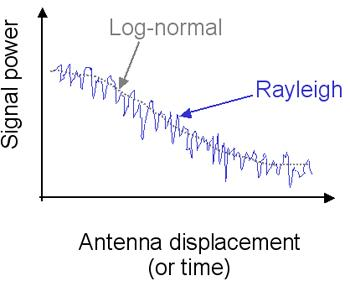 Log-normal
Rayleigh
Signal power
Antenna displacement
(or time)